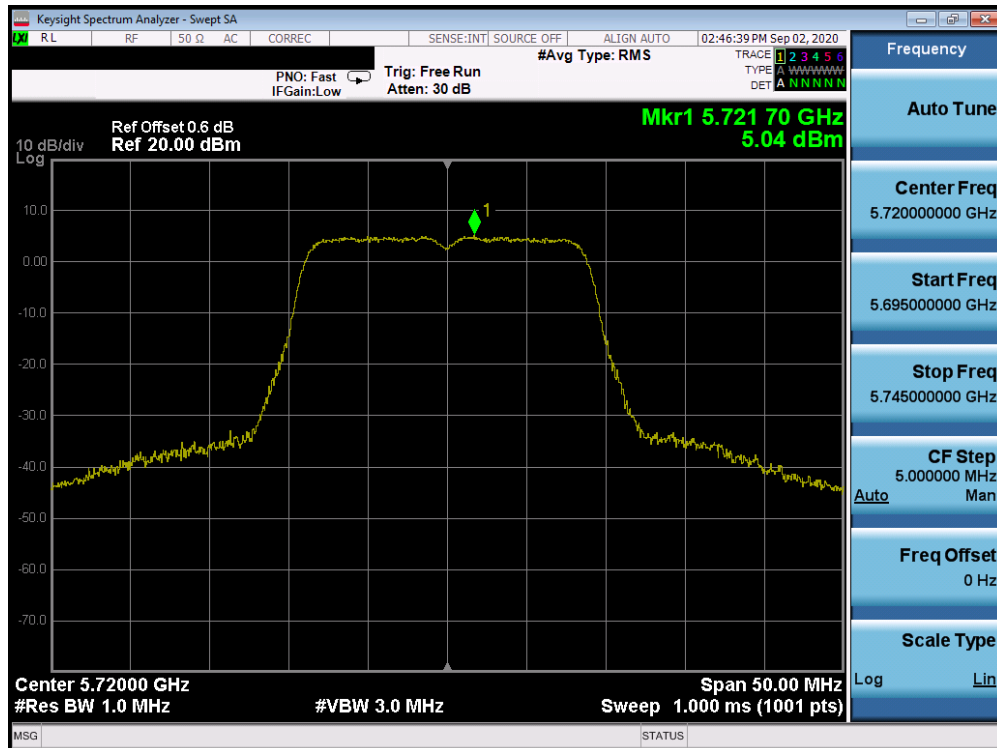 Keysight Spectrum Analyzer - Swept SA
LXI RL RF 50 Ω AC CORREC SENSE:INT SOURCE OFF ALIGN AUTO 02:46:39 PM Sep 02, 2020
PNO: Fast
IFGain:Low
Trig: Free Run
Atten: 30 dB
#Avg Type: RMS
TRACE 1 2 3 4 5 6
TYPE A WWWWW
DET A N N N N N
Mkr1 5.721 70 GHz
5.04 dBm
Ref Offset 0.6 dB
10 dB/div Ref 20.00 dBm
Log
1
10.0
0.00
-10.0
-20.0
-30.0
-40.0
-50.0
-60.0
-70.0
Center 5.72000 GHz Span 50.00 MHz
#Res BW 1.0 MHz #VBW 3.0 MHz Sweep 1.000 ms (1001 pts)
MSG STATUS
Frequency
Auto Tune
Center Freq
5.720000000 GHz
Start Freq
5.695000000 GHz
Stop Freq
5.745000000 GHz
CF Step
5.000000 MHz
Auto Man
Freq Offset
0 Hz
Scale Type
Log Lin